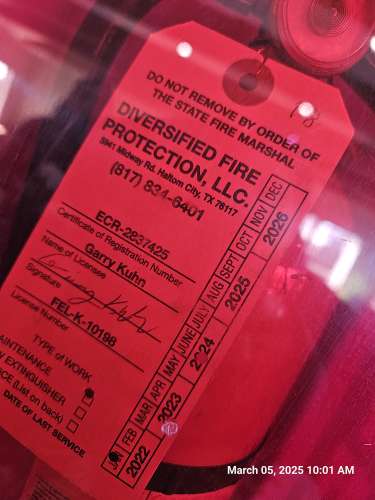 DO NOT REMOVE BY ORDER OF
THE STATE FIRE MARSHAL
DIVERSIFIED FIRE
PROTECTION, LLC.
5941 Midway Rd. Haltom City, TX 76117
(817) 834-6401
ECR-2837425
Certificate of Registration Number
Garry Kuhn
Name of Licensee
Signature
FEL-K-10198
License Number
TYPE of WORK
MAINTENANCE
EXTINGUISHER
(List on back)
DATE OF LAST SERVICE
FEB MAR APR MAY JUNE JULY AUG SEPT OCT NOV DEC
2022 2023 2024 2025 2026
March 05, 2025 10:01 AM